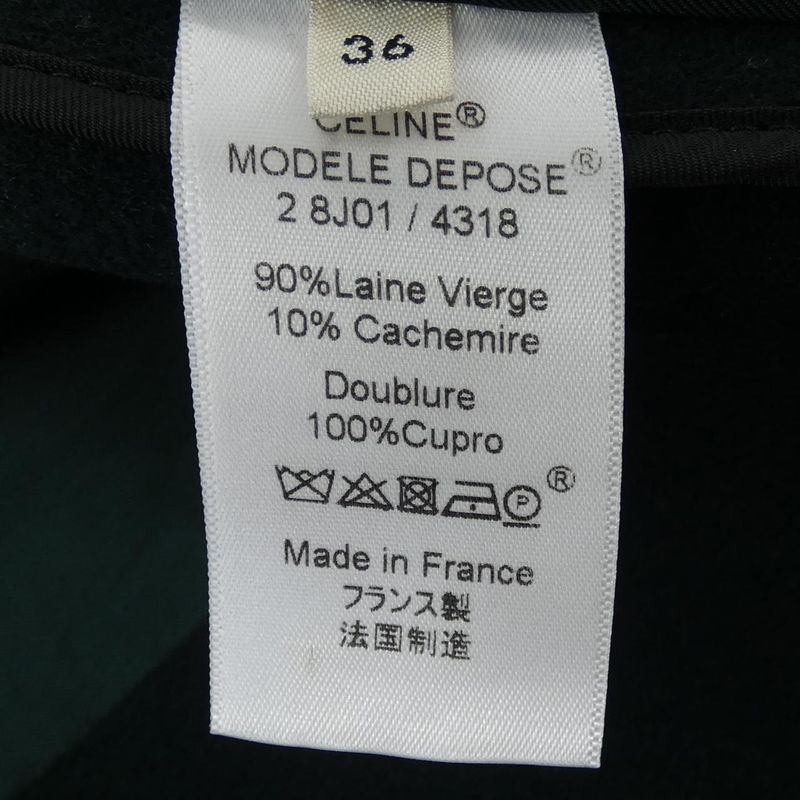 36
CELINE®
MODELE DEPOSE®
2 8J01 / 4318
90%Laine Vierge
10% Cachemire
Doublure
100%Cupro
P ®
Made in France
フランス製
法国制造